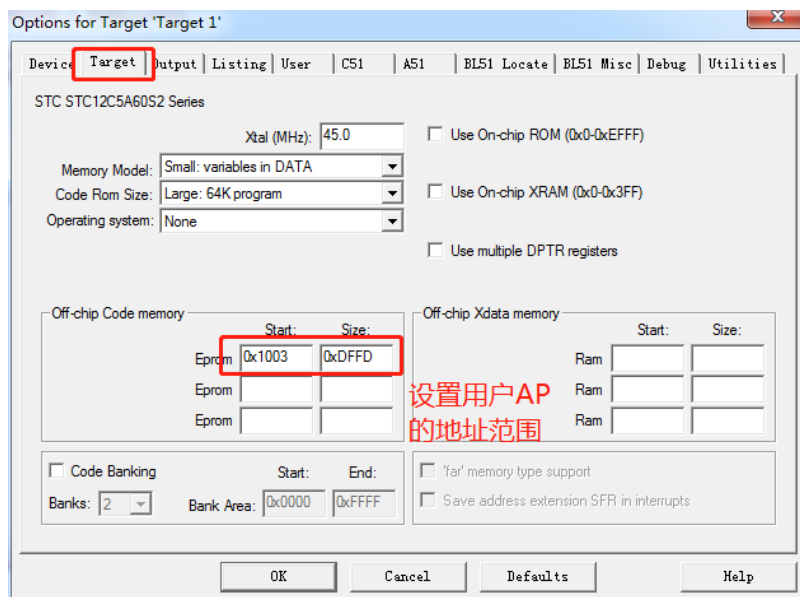 Options for Target 'Target 1'
Device Target Output Listing User C51 A51 BL51 Locate BL51 Misc Debug Utilities
STC STC12C5A60S2 Series
Xtal (MHz): 45.0
Use On-chip ROM (0x0-0xEFFF)
Memory Model: Small: variables in DATA
Code Rom Size: Large: 64K program
Use On-chip XRAM (0x0-0x3FF)
Operating system: None
Use multiple DPTR registers
Off-chip Code memory
Start: Size:
Eprom 0x1003 0xDFFD
Eprom
Eprom
Off-chip Xdata memory
Start: Size:
Ram
Ram
Ram
设置用户AP
的地址范围
Code Banking Start: End:
Banks: 2 Bank Area: 0x0000 0xFFFF
'far' memory type support
Save address extension SFR in interrupts
OK Cancel Defaults Help